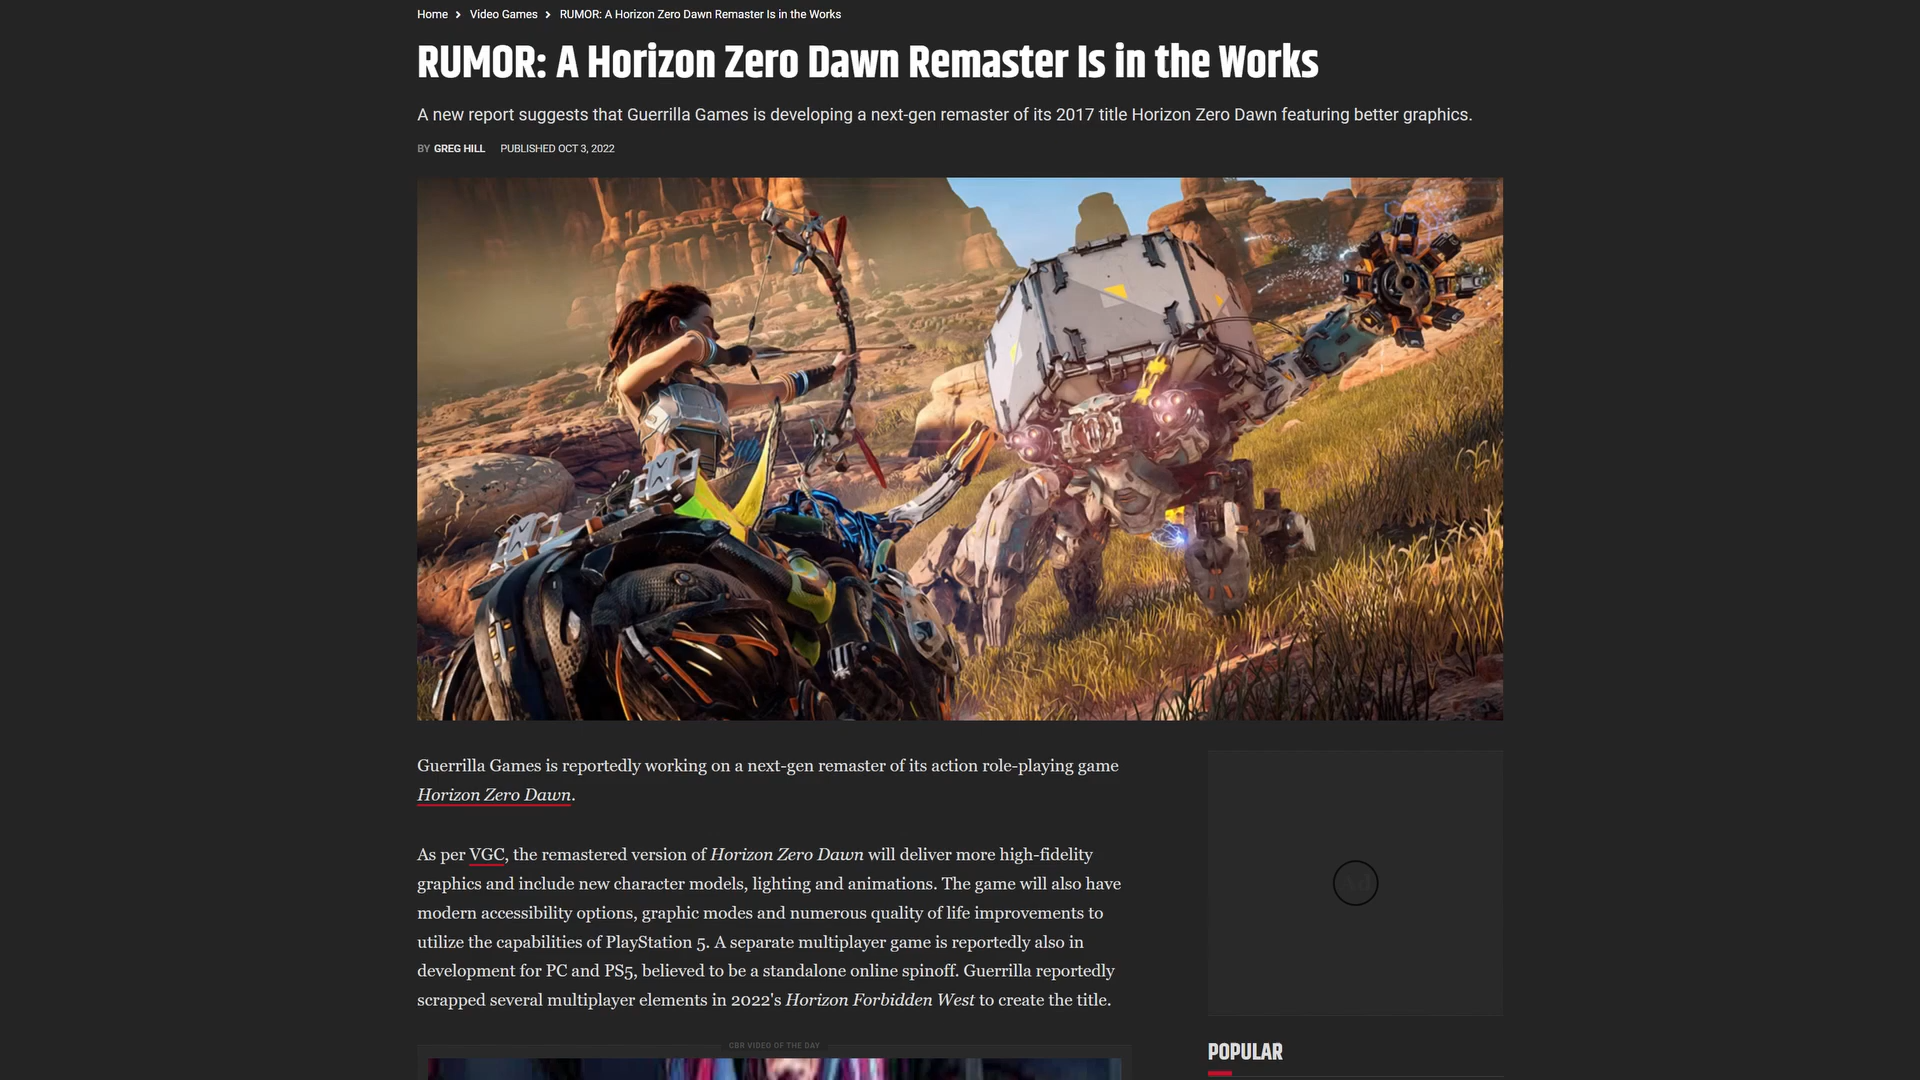 Home > Video Games > RUMOR: A Horizon Zero Dawn Remaster Is in the Works
RUMOR: A Horizon Zero Dawn Remaster Is in the Works
A new report suggests that Guerrilla Games is developing a next-gen remaster of its 2017 title Horizon Zero Dawn featuring better graphics.
BY GREG HILL PUBLISHED OCT 3, 2022
Guerrilla Games is reportedly working on a next-gen remaster of its action role-playing game
Horizon Zero Dawn.
As per VGC, the remastered version of Horizon Zero Dawn will deliver more high-fidelity
graphics and include new character models, lighting and animations. The game will also have
modern accessibility options, graphic modes and numerous quality of life improvements to
utilize the capabilities of PlayStation 5. A separate multiplayer game is reportedly also in
development for PC and PS5, believed to be a standalone online spinoff. Guerrilla reportedly
scrapped several multiplayer elements in 2022's Horizon Forbidden West to create the title.
CBR VIDEO OF THE DAY
Ad
POPULAR